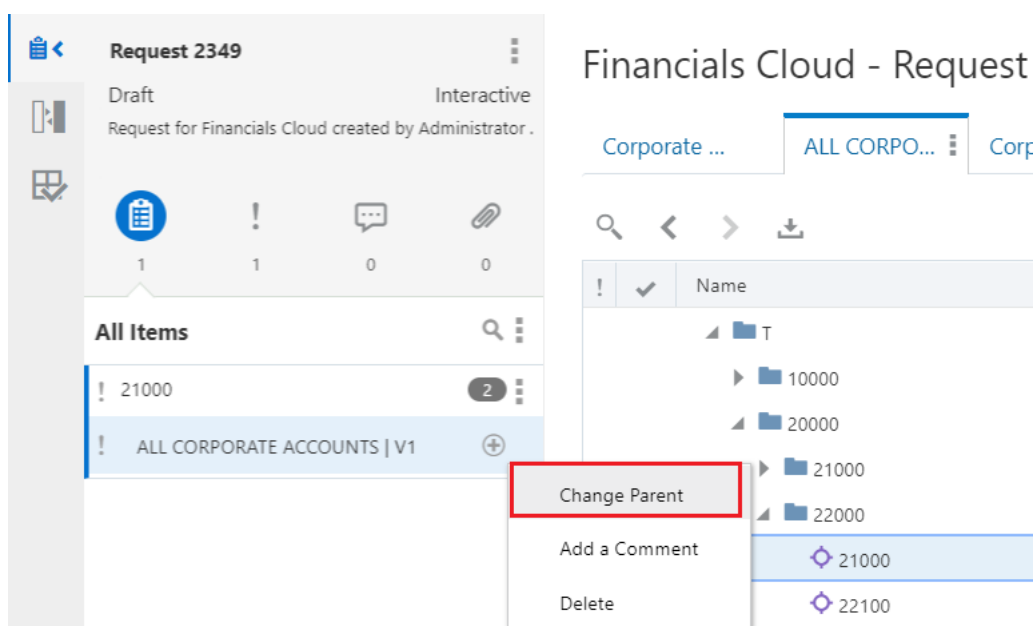 Request 2349
Draft
Interactive
Request for Financials Cloud created by Administrator .
1
1
0
0
All Items
! 21000
2
! ALL CORPORATE ACCOUNTS | V1
Change Parent
Add a Comment
Delete
Financials Cloud - Request
Corporate ...
ALL CORPO...
Corp
! Name
T
10000
20000
21000
22000
21000
22100